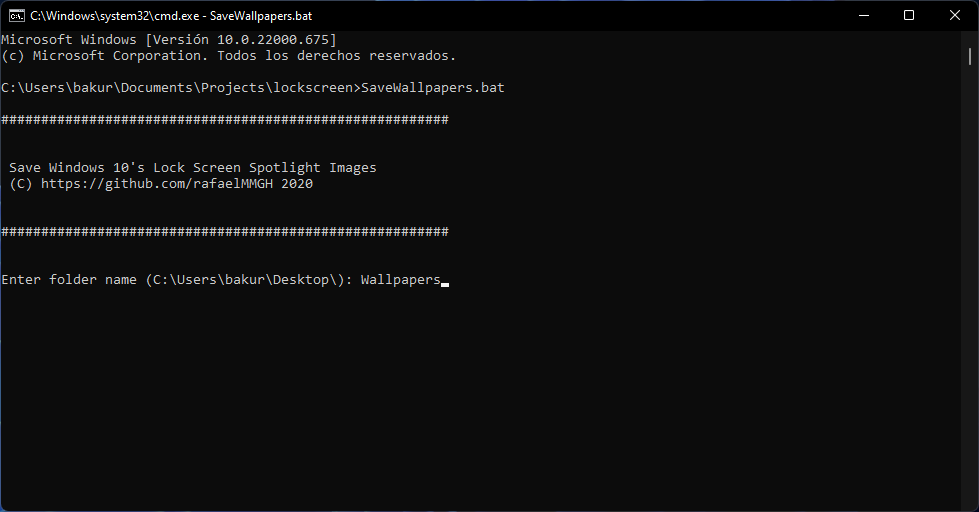 C:\Windows\system32\cmd.exe - SaveWallpapers.bat
Microsoft Windows [Versión 10.0.22000.675]
(c) Microsoft Corporation. Todos los derechos reservados.
C:\Users\bakur\Documents\Projects\lockscreen>SaveWallpapers.bat
########################################################
Save Windows 10's Lock Screen Spotlight Images
(C) https://github.com/rafaelMMGH 2020
########################################################
Enter folder name (C:\Users\bakur\Desktop\): Wallpapers